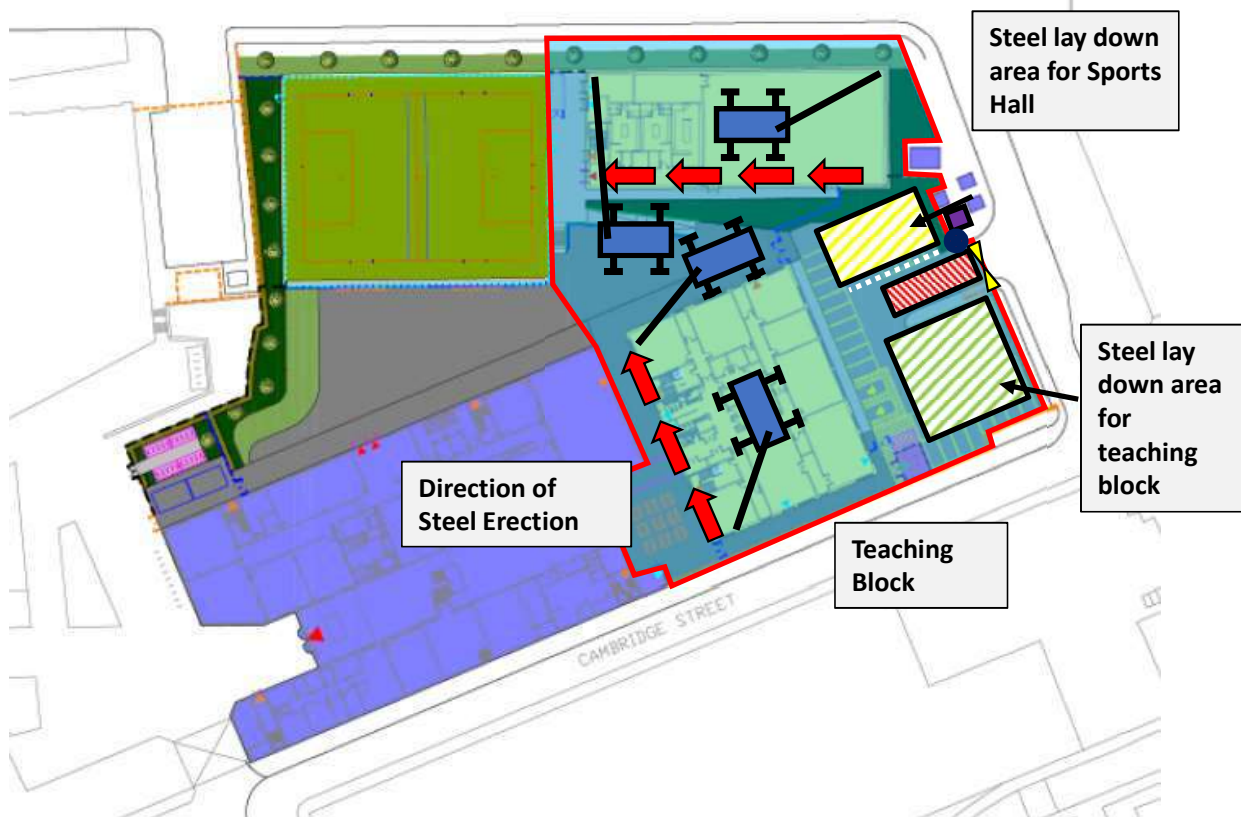 Steel lay down
area for Sports
Hall
Steel lay
down area
for
teaching
block
Direction of
Steel Erection
Teaching
Block
CAMBRIDGE STREET